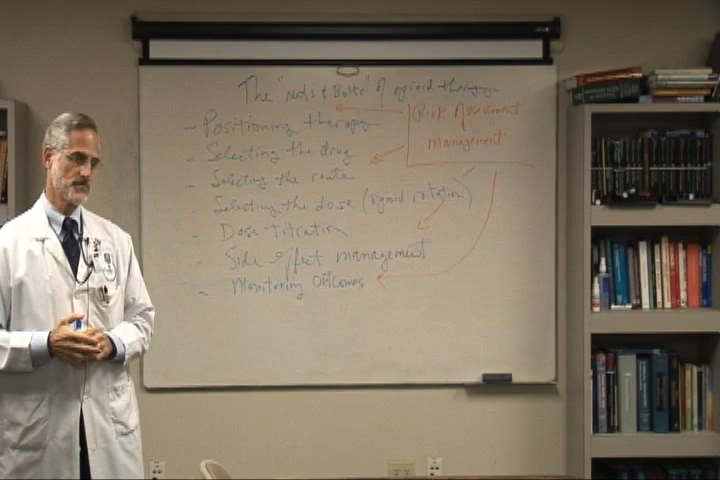 The "Nuts & Bolts" of opioid therapy
- Positioning therapy
- Selecting the drug
- Selecting the route
- Selecting the dose (opioid rotation)
- Dose titration
- Side effect management
- Monitoring outcomes
Risk Assessment
management